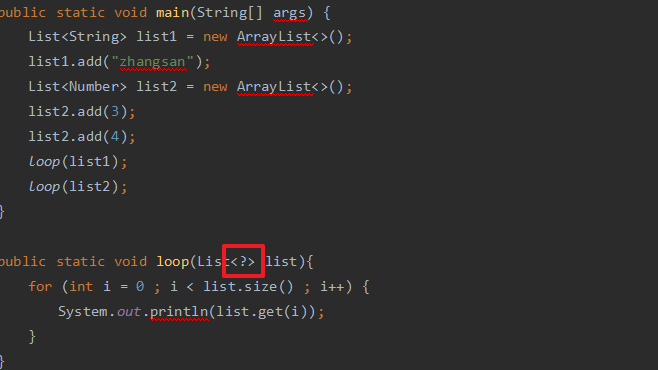 public static void main(String[] args) {
List<String> list1 = new ArrayList<>();
list1.add("zhangsan");
List<Number> list2 = new ArrayList<>();
list2.add(3);
list2.add(4);
loop(list1);
loop(list2);
}
public static void loop(List<?> list){
for (int i = 0 ; i < list.size() ; i++) {
System.out.println(list.get(i));
}
}